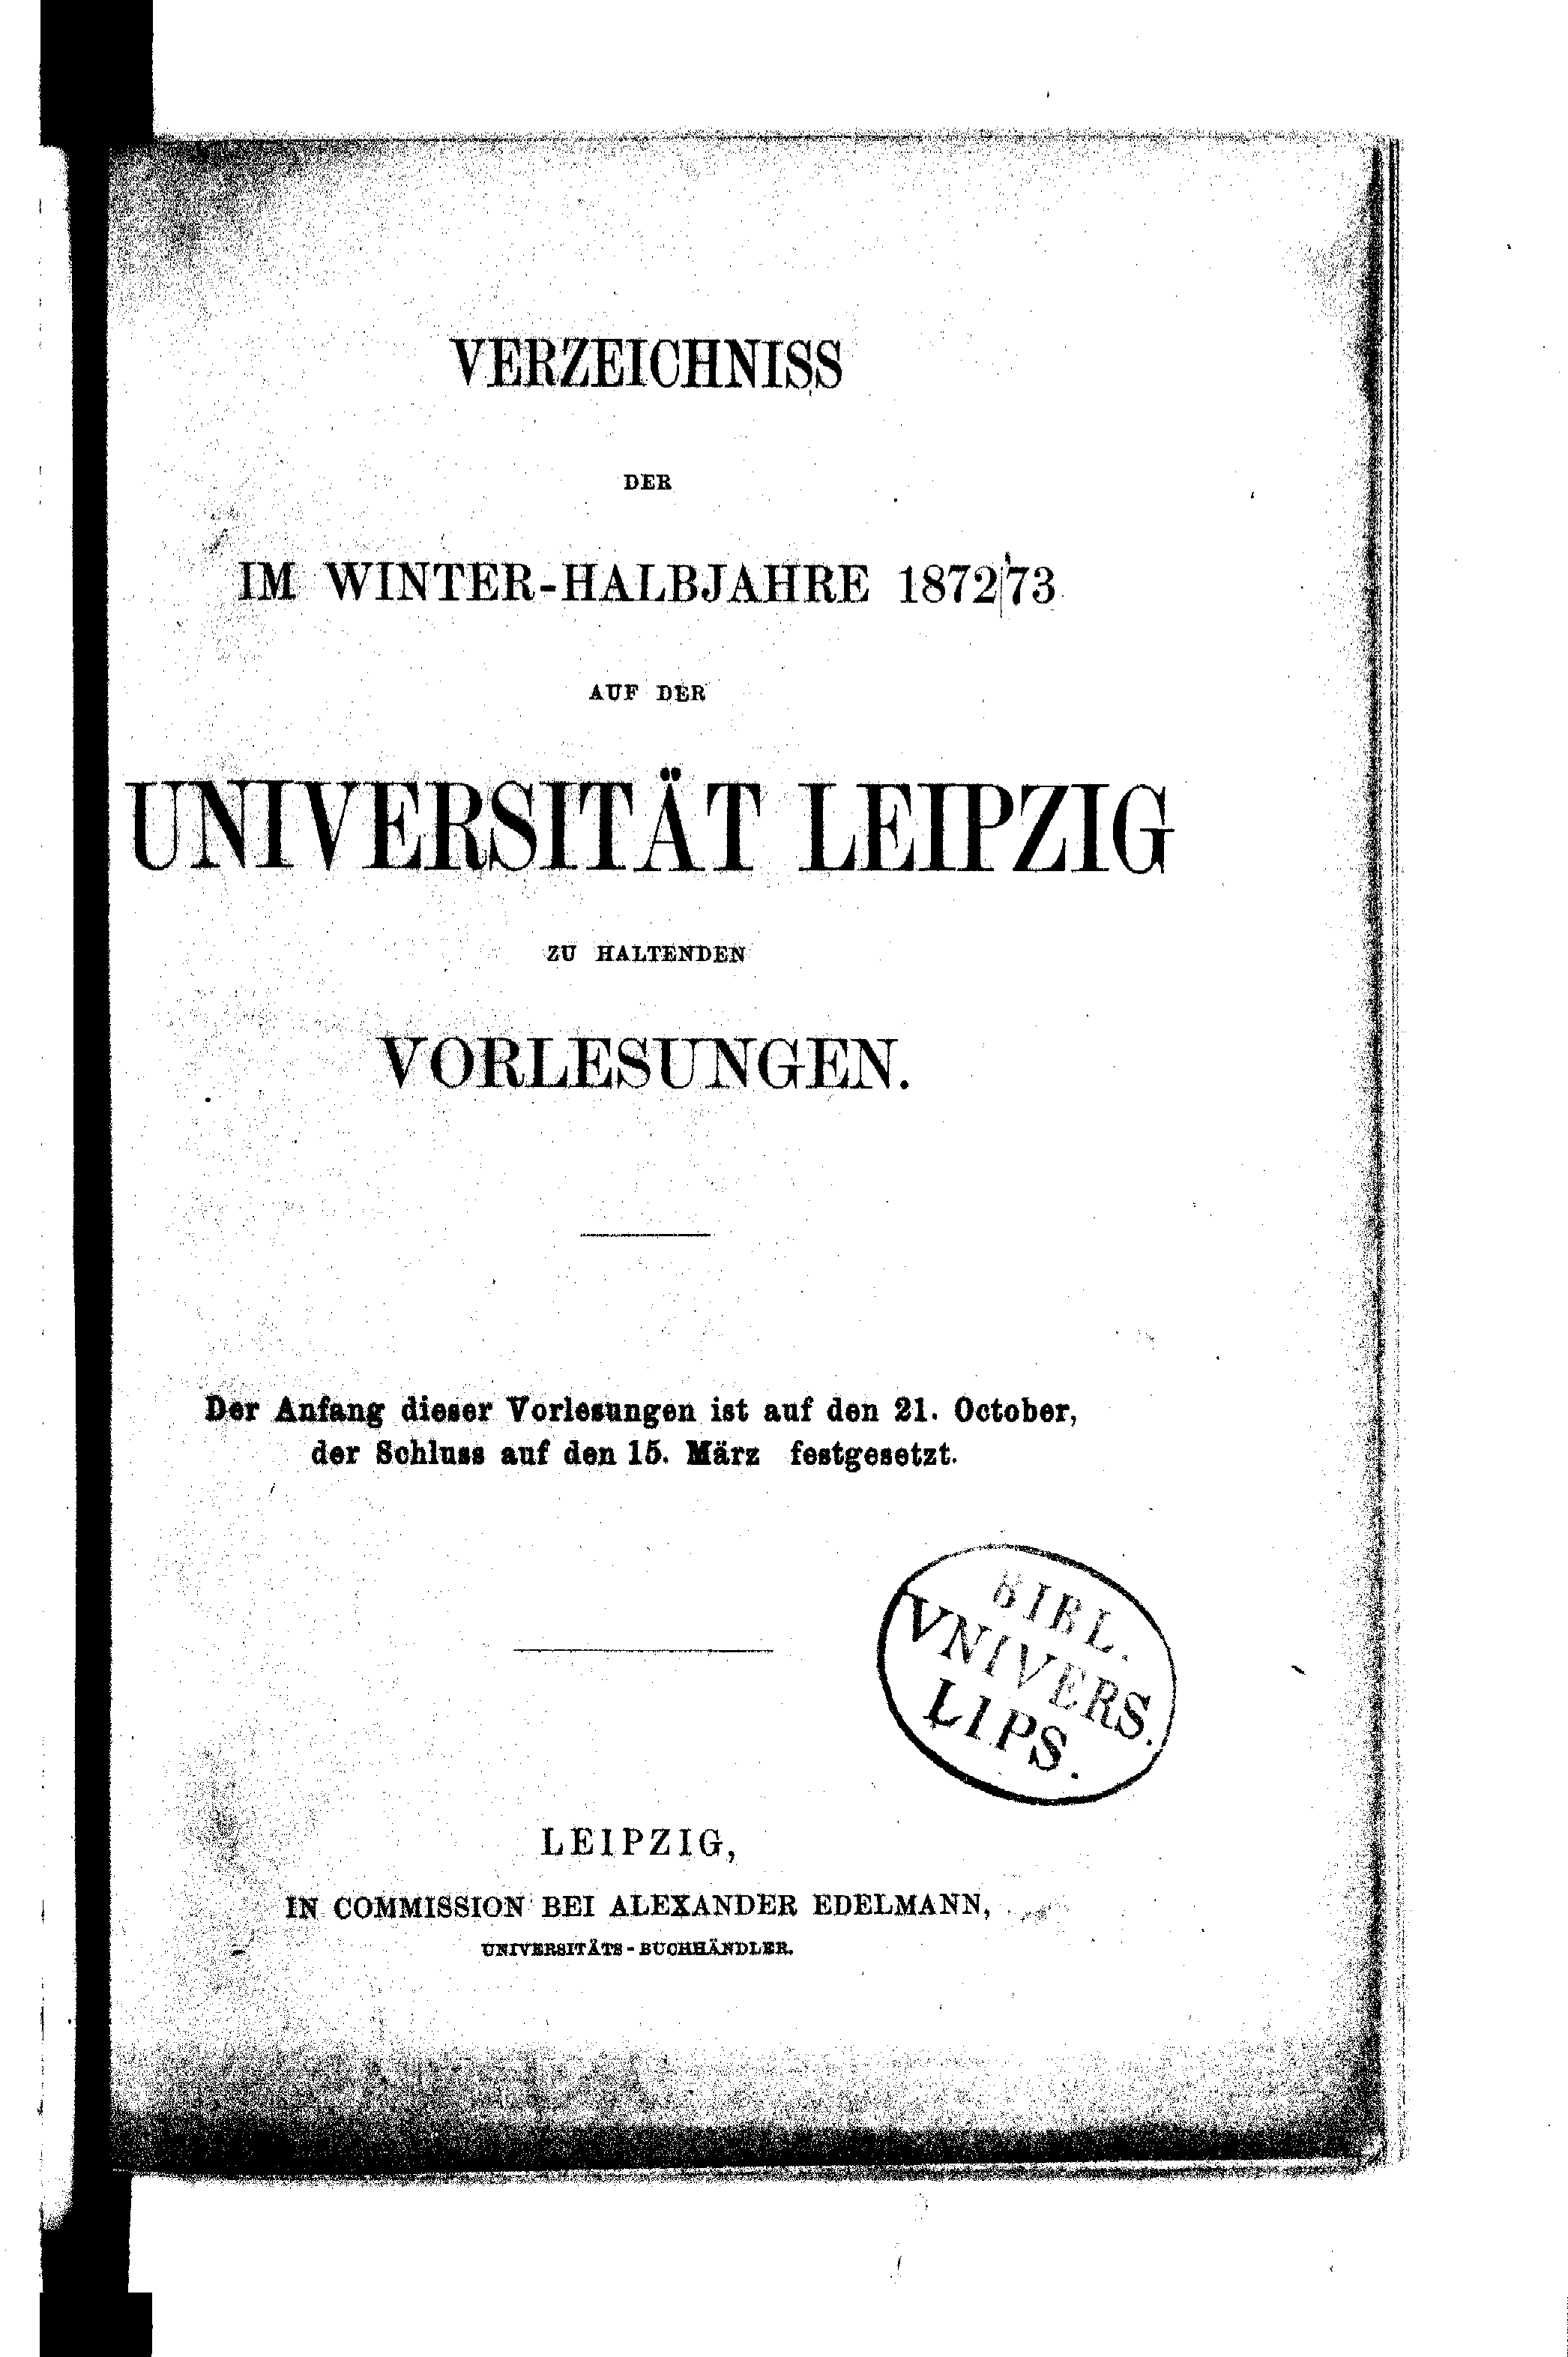 VERZEICHNISS
DER
IM WINTER-HALBJAHRE 1872/73
AUF DER
UNIVERSITÄT LEIPZIG
ZU HALTENDEN
VORLESUNGEN.
Der Anfang dieser Vorlesungen ist auf den 21. October,
der Schluss auf den 15. März festgesetzt.
BIBL.
VNIVERS.
LIPS.
LEIPZIG,
IN COMMISSION BEI ALEXANDER EDELMANN,
UNIVERSITÄTS-BUCHHÄNDLER.